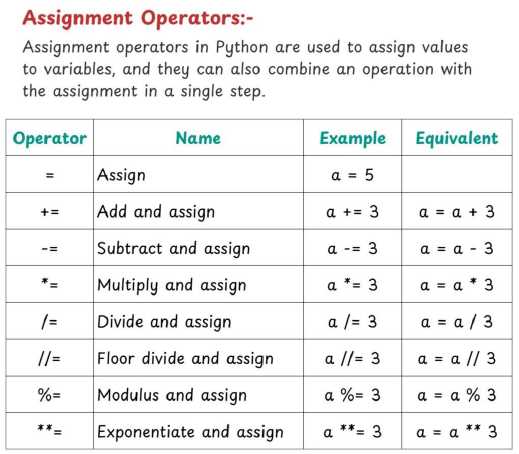 Assignment Operators:-
Assignment operators in Python are used to assign values
to variables, and they can also combine an operation with
the assignment in a single step.
Operator Name Example Equivalent
= Assign a = 5
+= Add and assign a += 3 a = a + 3
-= Subtract and assign a -= 3 a = a - 3
*= Multiply and assign a *= 3 a = a * 3
/= Divide and assign a /= 3 a = a / 3
//= Floor divide and assign a //= 3 a = a // 3
%= Modulus and assign a %= 3 a = a % 3
**= Exponentiate and assign a **= 3 a = a ** 3